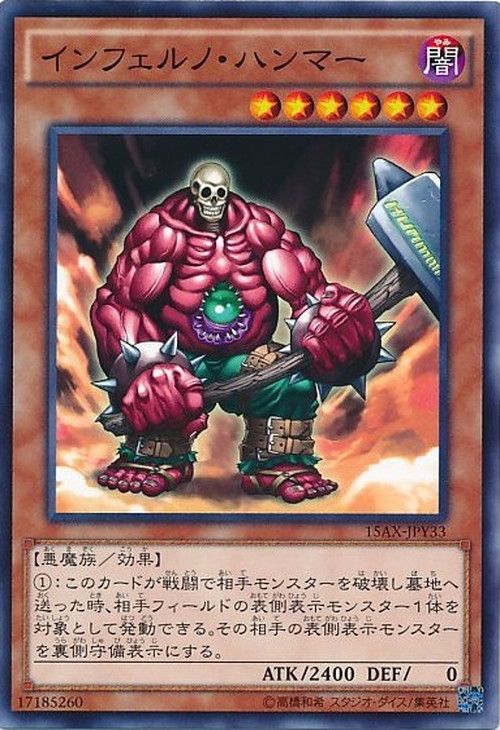 インフェルノ・ハンマー
やみ
闇
HUNMM
15AX-JPY33
【悪魔族／効果】
①：このカードが戦闘で相手モンスターを破壊し墓地へ
送った時、相手フィールドの表側表示モンスター1体を
対象として発動できる。その相手の表側表示モンスター
を裏側守備表示にする。
ATK/2400 DEF/ 0
17185260
©高橋和希 スタジオ・ダイス/集英社